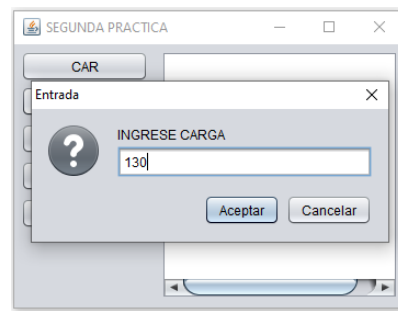 SEGUNDA PRACTICA
CAR
Entrada
INGRESE CARGA
130
Aceptar
Cancelar